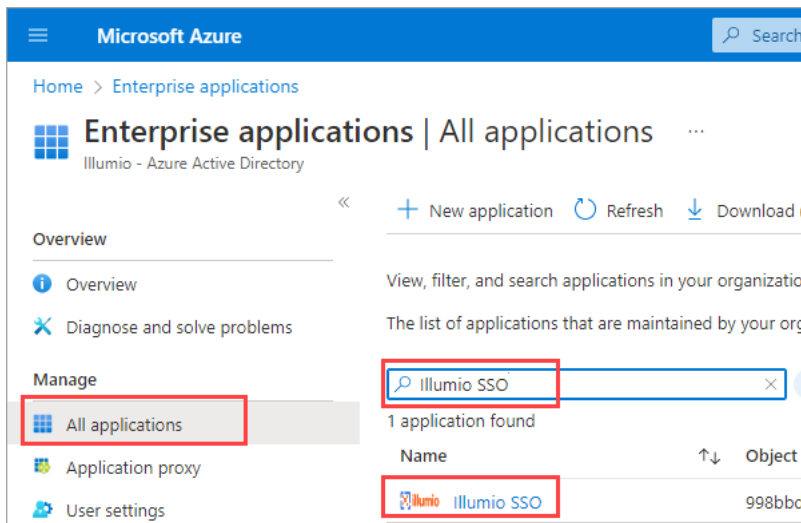 Microsoft Azure
Search
Home > Enterprise applications
Enterprise applications | All applications ...
Illumio - Azure Active Directory
«
+ New application Refresh Download
Overview
Overview
Diagnose and solve problems
Manage
All applications
Application proxy
User settings
View, filter, and search applications in your organizatio
The list of applications that are maintained by your org
Illumio SSO ×
1 application found
Name ↑↓ Object
illumio Illumio SSO 998bbc